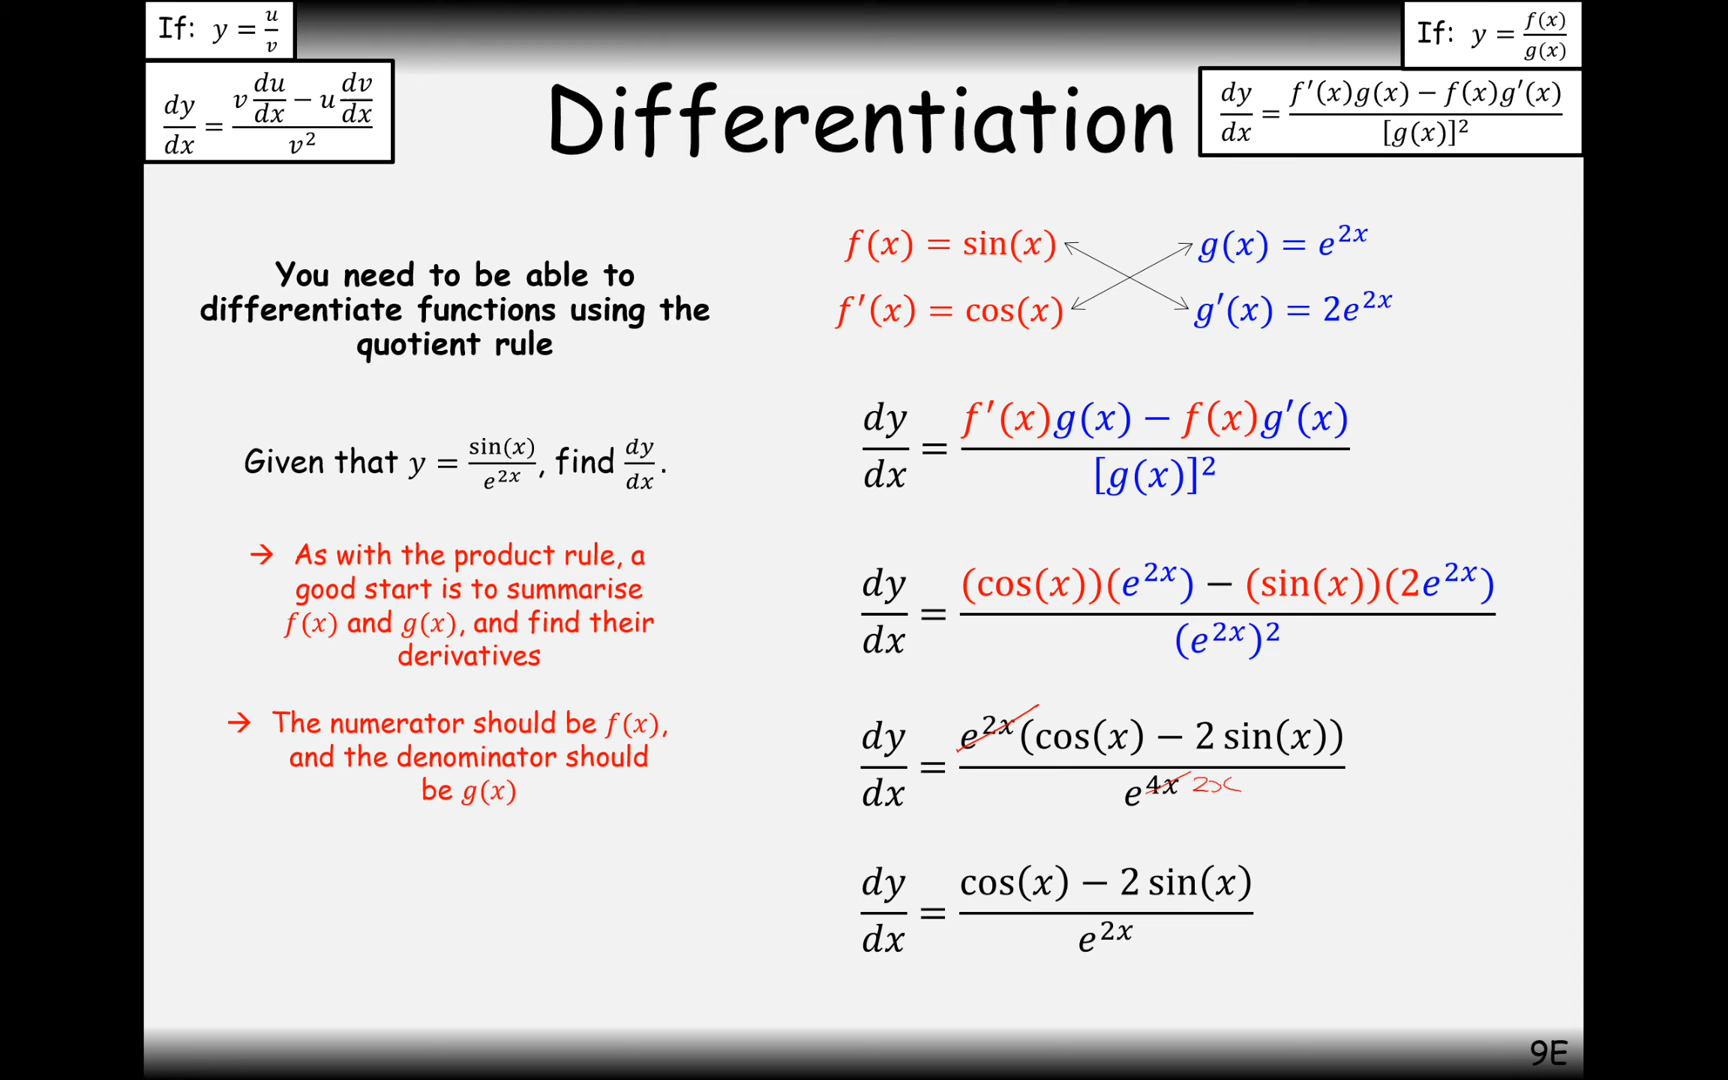 If: y = u/v
dy/dx = (v du/dx − u dv/dx)/v²
Differentiation
If: y = f(x)/g(x)
dy/dx = (f′(x)g(x) − f(x)g′(x))/[g(x)]²
You need to be able to
differentiate functions using the
quotient rule
Given that y = sin(x)/e^(2x), find dy/dx.
→ As with the product rule, a
good start is to summarise
f(x) and g(x), and find their
derivatives
→ The numerator should be f(x),
and the denominator should
be g(x)
f(x) = sin(x) g(x) = e^(2x)
f′(x) = cos(x) g′(x) = 2e^(2x)
dy/dx = (f′(x)g(x) − f(x)g′(x))/[g(x)]²
dy/dx = ((cos(x))(e^(2x)) − (sin(x))(2e^(2x)))/(e^(2x))²
dy/dx = e^(2x)(cos(x) − 2 sin(x))/e^(4x) 2x
dy/dx = (cos(x) − 2 sin(x))/e^(2x)
9E